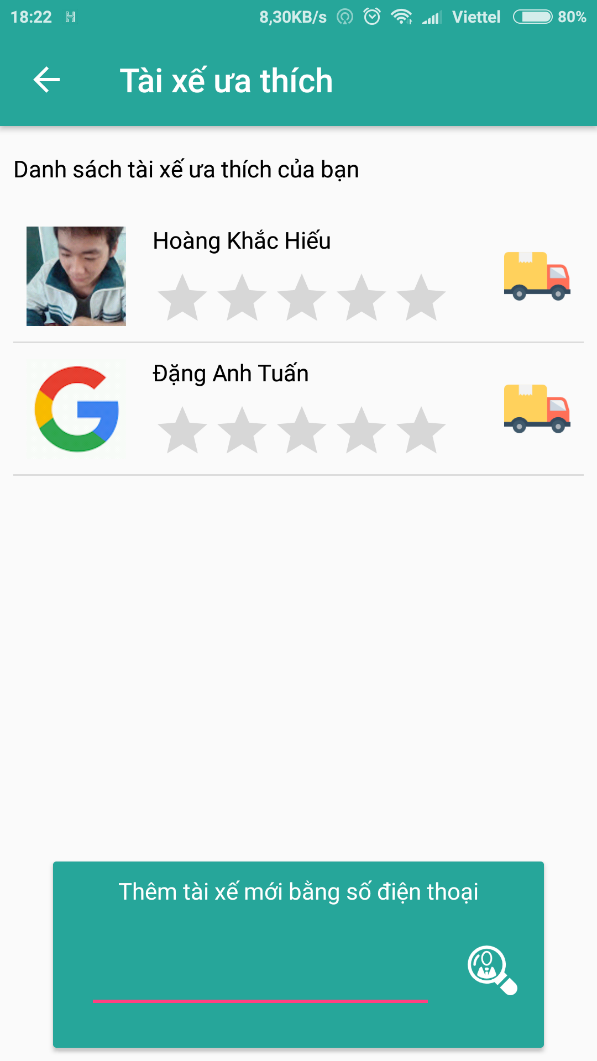 18:22 H 8,30KB/s Viettel 80%
Tài xế ưa thích
Danh sách tài xế ưa thích của bạn
Hoàng Khắc Hiếu
Đặng Anh Tuấn
Thêm tài xế mới bằng số điện thoại